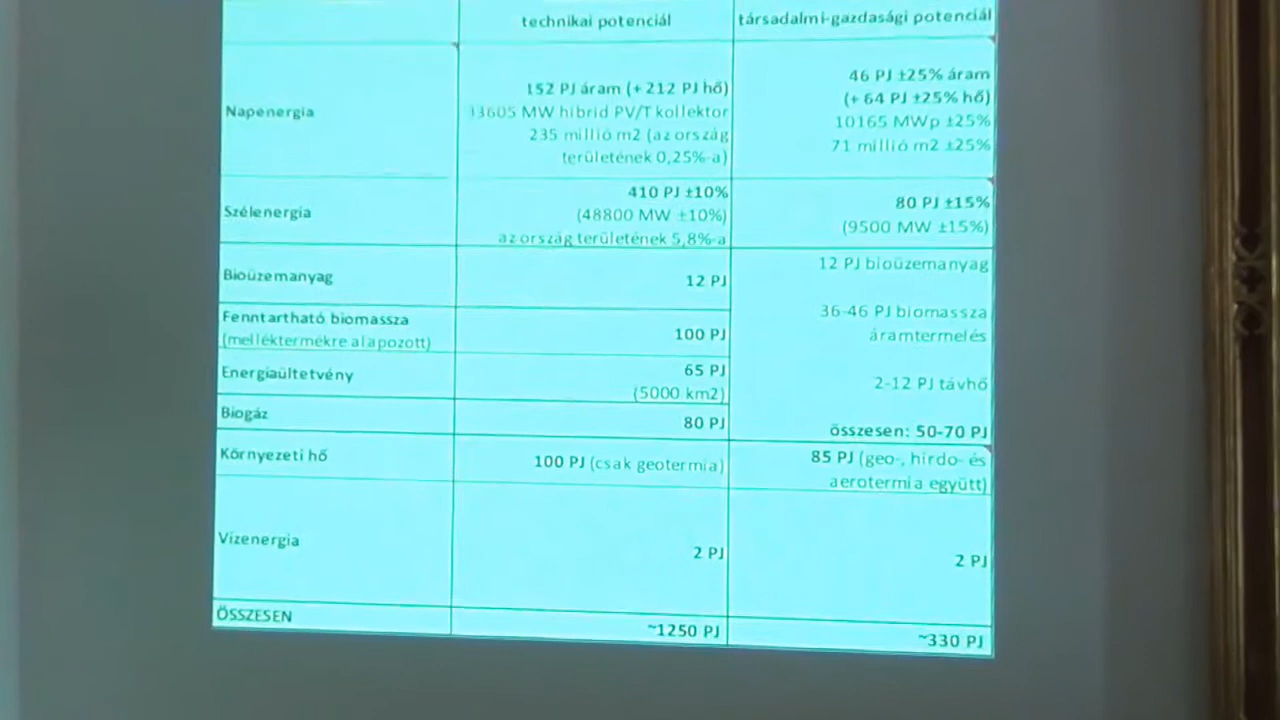 technikai potenciál
társadalmi-gazdasági potenciál
Napenergia
152 PJ áram (+ 212 PJ hő)
MW hibrid PV/T kollektor
235 millió m2 (az ország
területének 0,25%-a)
46 PJ ±25% áram
(+ 64 PJ ±25% hő)
10165 MWp ±25%
71 millió m2 ±25%
Szélenergia
410 PJ ±10%
(48800 MW ±10%)
az ország területének 5,8%-a
80 PJ ±15%
(9500 MW ±15%)
Bioüzemanyag
12 PJ
12 PJ bioüzemanyag
Fenntartható biomassza
(melléktermékre alapozott)
100 PJ
36-46 PJ biomassza
áramtermelés
Energiaültetvény
65 PJ
(5000 km2)
2-12 PJ távhő
Biogáz
80 PJ
összesen: 50-70 PJ
Környezeti hő
100 PJ (csak geotermia)
85 PJ (geo-, hirdo- és
aerotermia együtt)
Vízenergia
2 PJ
2 PJ
ÖSSZESEN
~1250 PJ
~330 PJ